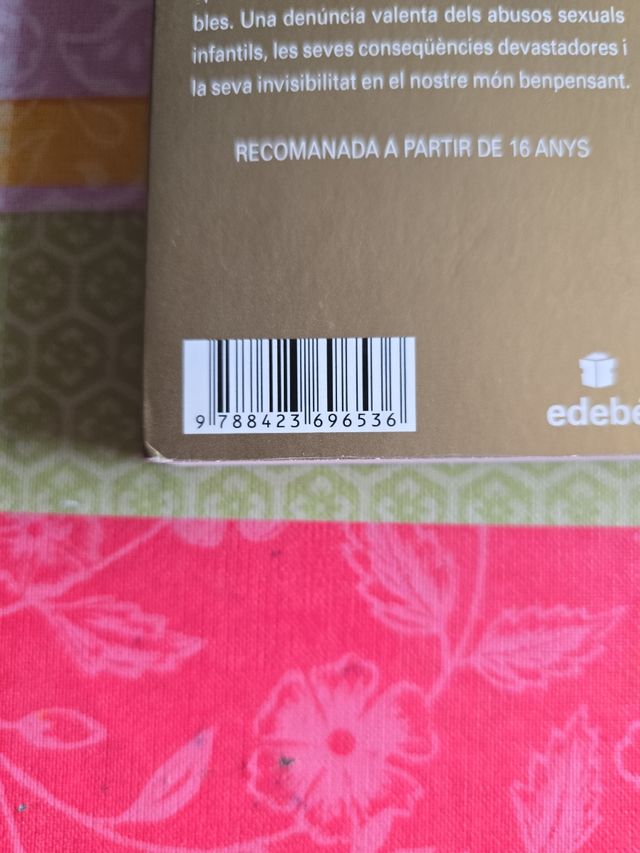 bles. Una denúncia valenta dels abusos sexuals
infantils, les seves conseqüències devastadores i
la seva invisibilitat en el nostre món benpensant.
RECOMANADA A PARTIR DE 16 ANYS
9 788423 696536
edebé